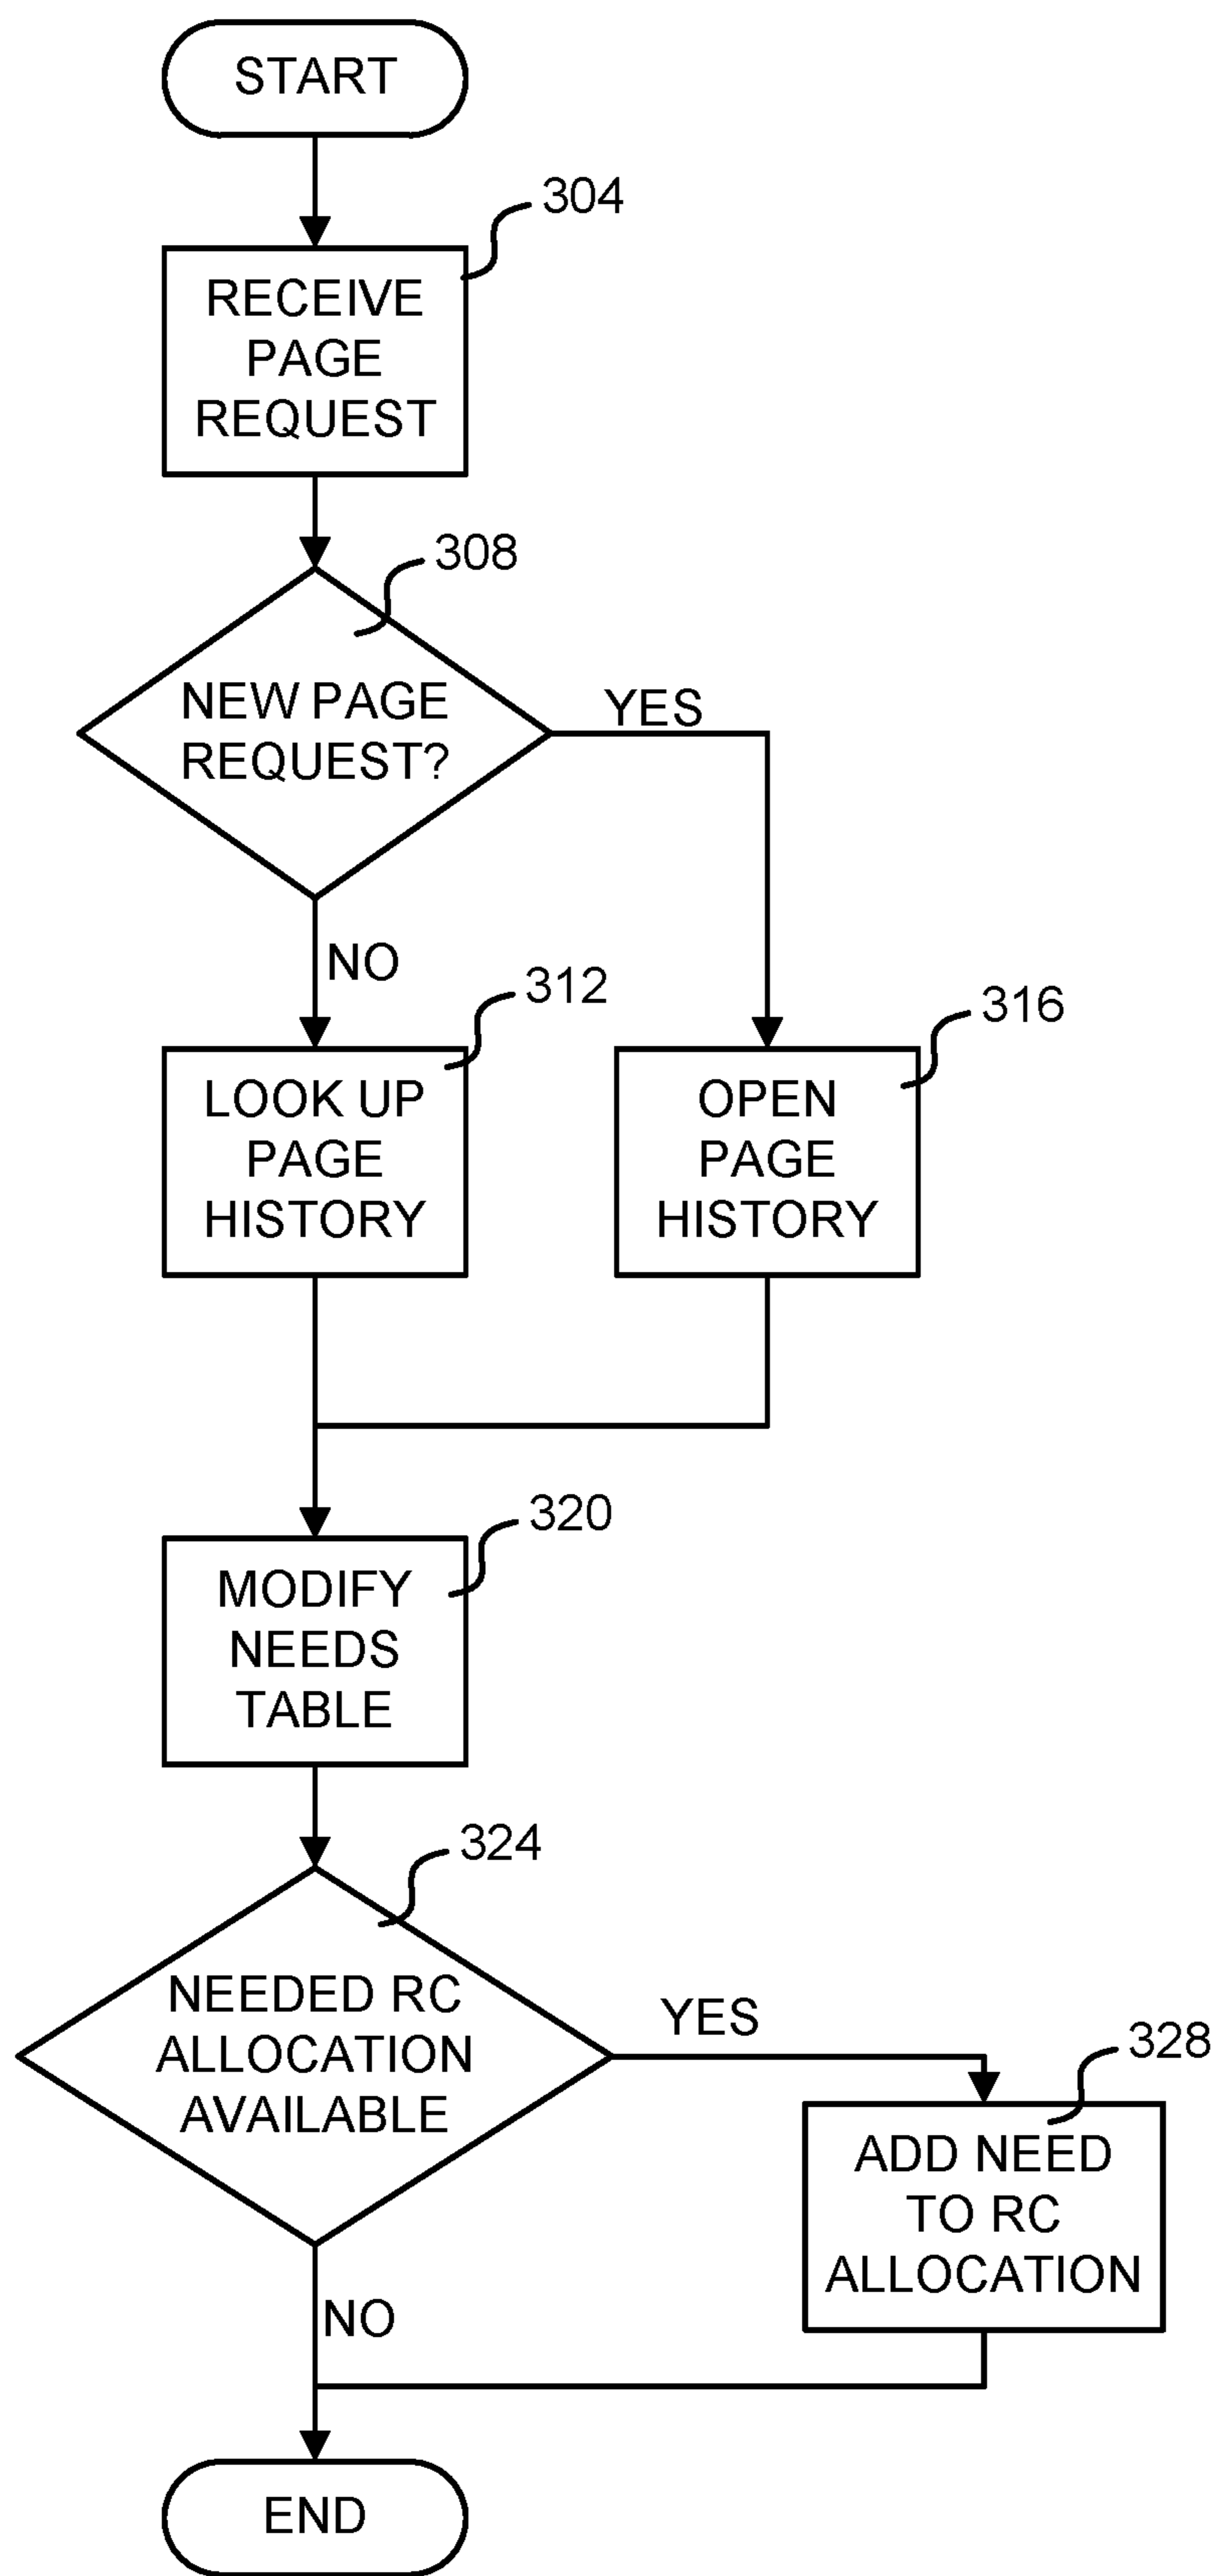 START
304
RECEIVE
PAGE
REQUEST
308
NEW PAGE
REQUEST?
YES
NO
312
316
LOOK UP
PAGE
HISTORY
OPEN
PAGE
HISTORY
320
MODIFY
NEEDS
TABLE
324
NEEDED RC
ALLOCATION
AVAILABLE
YES
328
ADD NEED
TO RC
ALLOCATION
NO
END